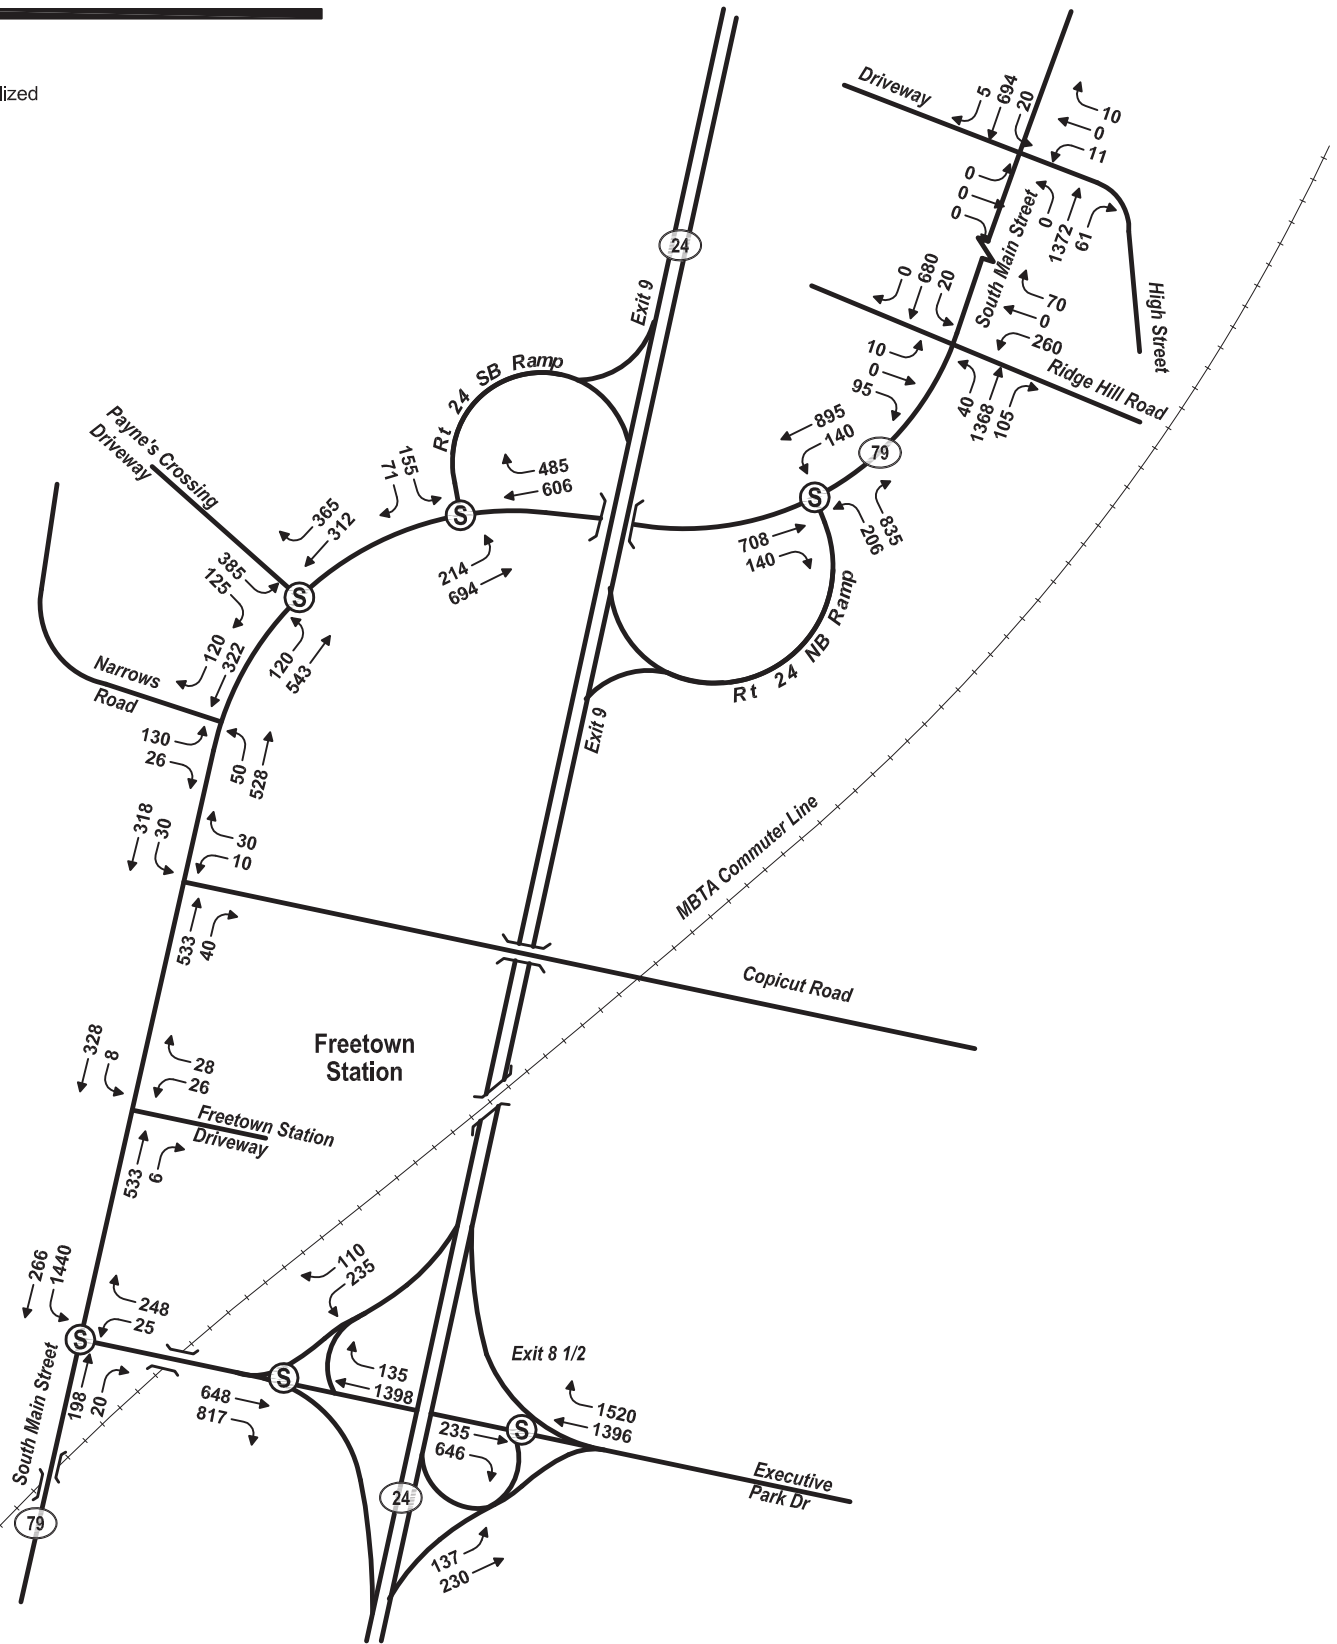 lized
Driveway
5
694
20
10
0
11
0
0
0
0
1372
61
South Main Street
High Street
24
Exit 9
0
680
20
70
0
260
10
0
95
40
1368
105
Ridge Hill Road
Rt 24 SB Ramp
895
140
79
Payne's Crossing
Driveway
155
71
485
606
S
S
835
206
708
140
365
312
214
694
385
125
S
Rt 24 NB Ramp
120
543
120
322
Narrows
Road
Exit 9
130
26
50
528
318
30
30
10
MBTA Commuter Line
533
40
Copicut Road
Freetown
Station
328
8
28
26
Freetown Station
Driveway
533
6
266
1440
110
235
248
25
S
Exit 8 1/2
South Main Street
198
20
648
817
S
135
1398
1520
1396
235
646
S
Executive
Park Dr
24
79
137
230